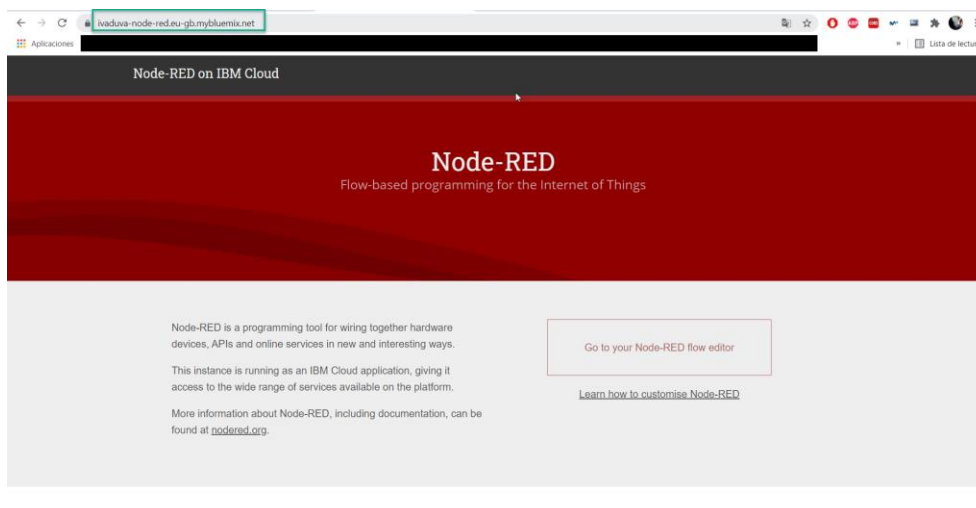 ivaduva-node-red.eu-gb.mybluemix.net
Aplicaciones
»
Lista de lectur
Node-RED on IBM Cloud
Node-RED
Flow-based programming for the Internet of Things
Node-RED is a programming tool for wiring together hardware
devices, APIs and online services in new and interesting ways.
This instance is running as an IBM Cloud application, giving it
access to the wide range of services available on the platform.
More information about Node-RED, including documentation, can be
found at nodered.org.
Go to your Node-RED flow editor
Learn how to customise Node-RED